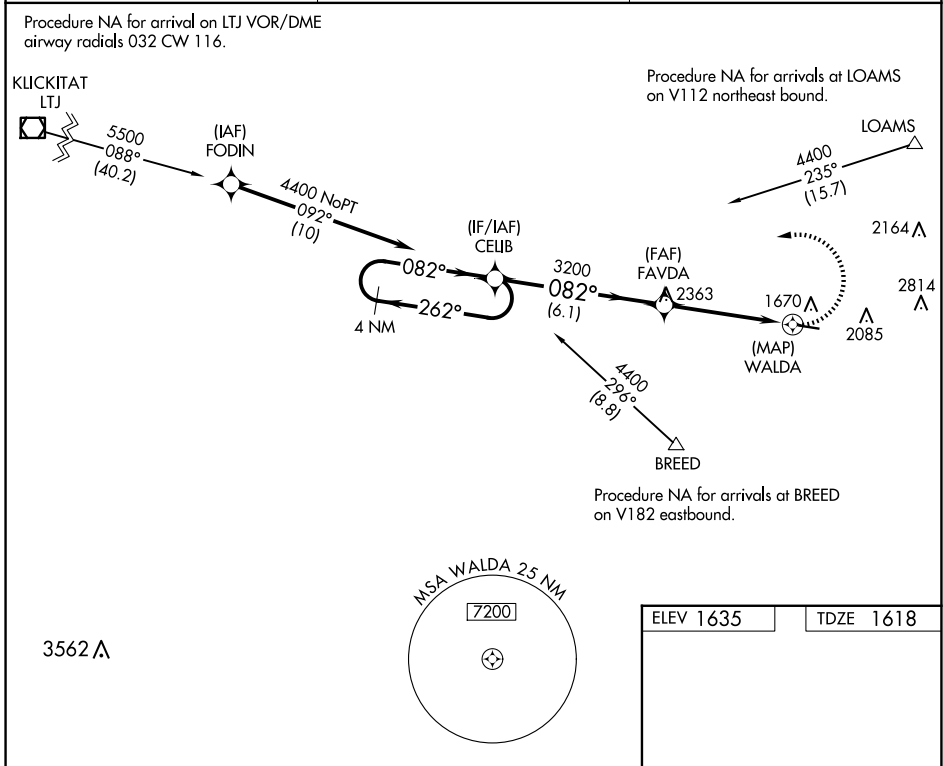 Procedure NA for arrival on LTJ VOR/DME
airway radials 032 CW 116.
KLICKITAT
LTJ
5500
088°
(40.2)
(IAF)
FODIN
4400 NoPT
092°
(10)
Procedure NA for arrivals at LOAMS
on V112 northeast bound.
LOAMS
4400
235°
(15.7)
(IF/IAF)
CELIB
082°
262°
4 NM
3200
082°
(6.1)
(FAF)
FAVDA
2363
2164
2814
1670
2085
(MAP)
WALDA
4400
296°
(8.8)
BREED
Procedure NA for arrivals at BREED
on V182 eastbound.
MSA WALDA 25 NM
7200
3562
ELEV 1635
TDZE 1618